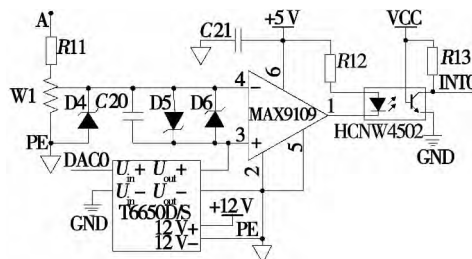 A
C21
+5 V
VCC
R11
R12
R13
6
INT0
W1
D4
C20
D5
D6
4
−
MAX9109
1
3
+
HCNW4502
PE
2
5
GND
DAC0
Uin+ Uout+
Uin− Uout−
T6650D/S
+12 V
GND
12 V+
PE
12 V−